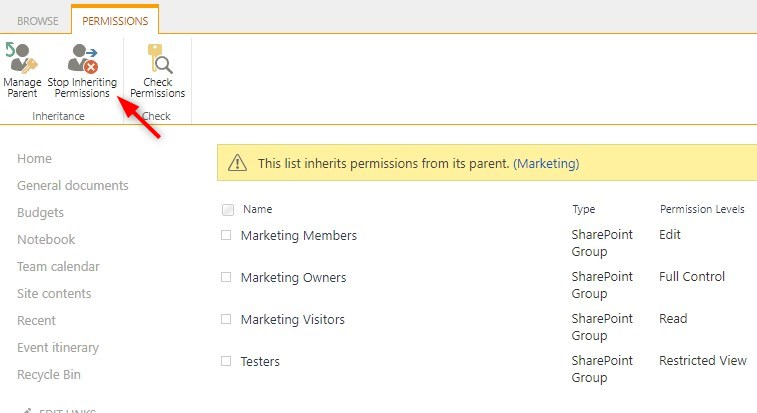 BROWSE PERMISSIONS
Manage Parent
Stop Inheriting Permissions
Check Permissions
Inheritance
Check
Home
General documents
Budgets
Notebook
Team calendar
Site contents
Recent
Event itinerary
Recycle Bin
EDIT LINKS
This list inherits permissions from its parent. (Marketing)
Name Type Permission Levels
Marketing Members SharePoint Group Edit
Marketing Owners SharePoint Group Full Control
Marketing Visitors SharePoint Group Read
Testers SharePoint Group Restricted View